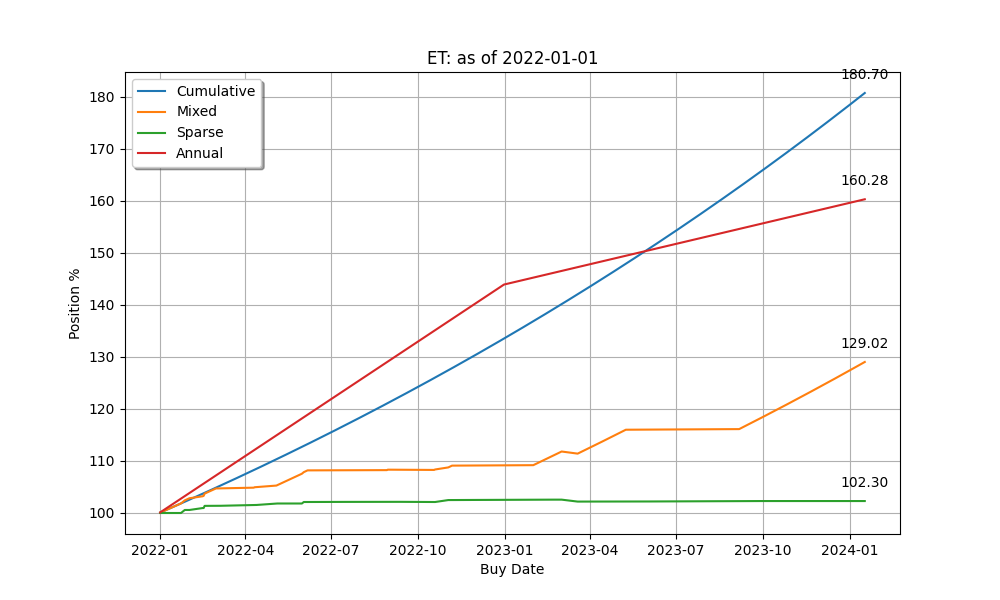 ET: as of 2022-01-01
180.70
Cumulative
Mixed
Sparse
Annual
160.28
129.02
102.30
180
170
160
150
140
130
120
110
100
Position %
2022-01 2022-04 2022-07 2022-10 2023-01 2023-04 2023-07 2023-10 2024-01
Buy Date